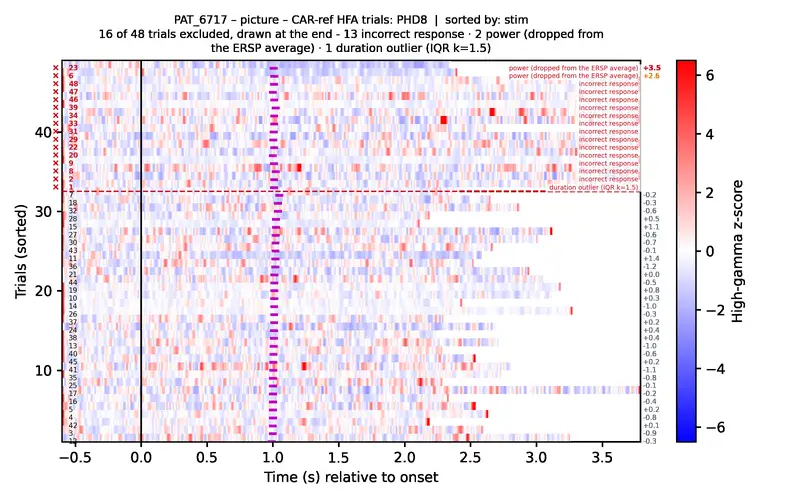 PAT_6717 – picture – CAR-ref HFA trials: PHD8 | sorted by: stim
16 of 48 trials excluded, drawn at the end - 13 incorrect response · 2 power (dropped from
the ERSP average) · 1 duration outlier (IQR k=1.5)
× 23 power (dropped from the ERSP average) +3.5
× 6 power (dropped from the ERSP average) +2.6
× 48 incorrect response
× 47 incorrect response
× 46 incorrect response
× 39 incorrect response
× 34 incorrect response
× 33 incorrect response
× 31 incorrect response
× 29 incorrect response
× 22 incorrect response
× 20 incorrect response
× 9 incorrect response
× 8 incorrect response
× 2 incorrect response
× 1 duration outlier (IQR k=1.5)
7 -0.2
18 -0.3
32 -0.6
28 +0.5
15 +1.1
27 -0.6
30 -0.7
43 -0.1
11 +1.4
36 -1.2
21 +0.0
44 -0.5
19 +0.8
10 +0.3
14 -1.0
26 -0.3
37 +0.2
24 +0.4
38 +0.4
13 -1.0
40 -0.6
45 +0.2
41 -1.1
35 -0.8
25 -0.1
17 -0.2
16 -0.4
5 +0.2
4 -0.8
42 +0.1
3 -0.9
12 -0.3
40
30
20
10
Trials (sorted)
−0.5 0.0 0.5 1.0 1.5 2.0 2.5 3.0 3.5
Time (s) relative to onset
6
4
2
0
−2
−4
−6
High-gamma z-score